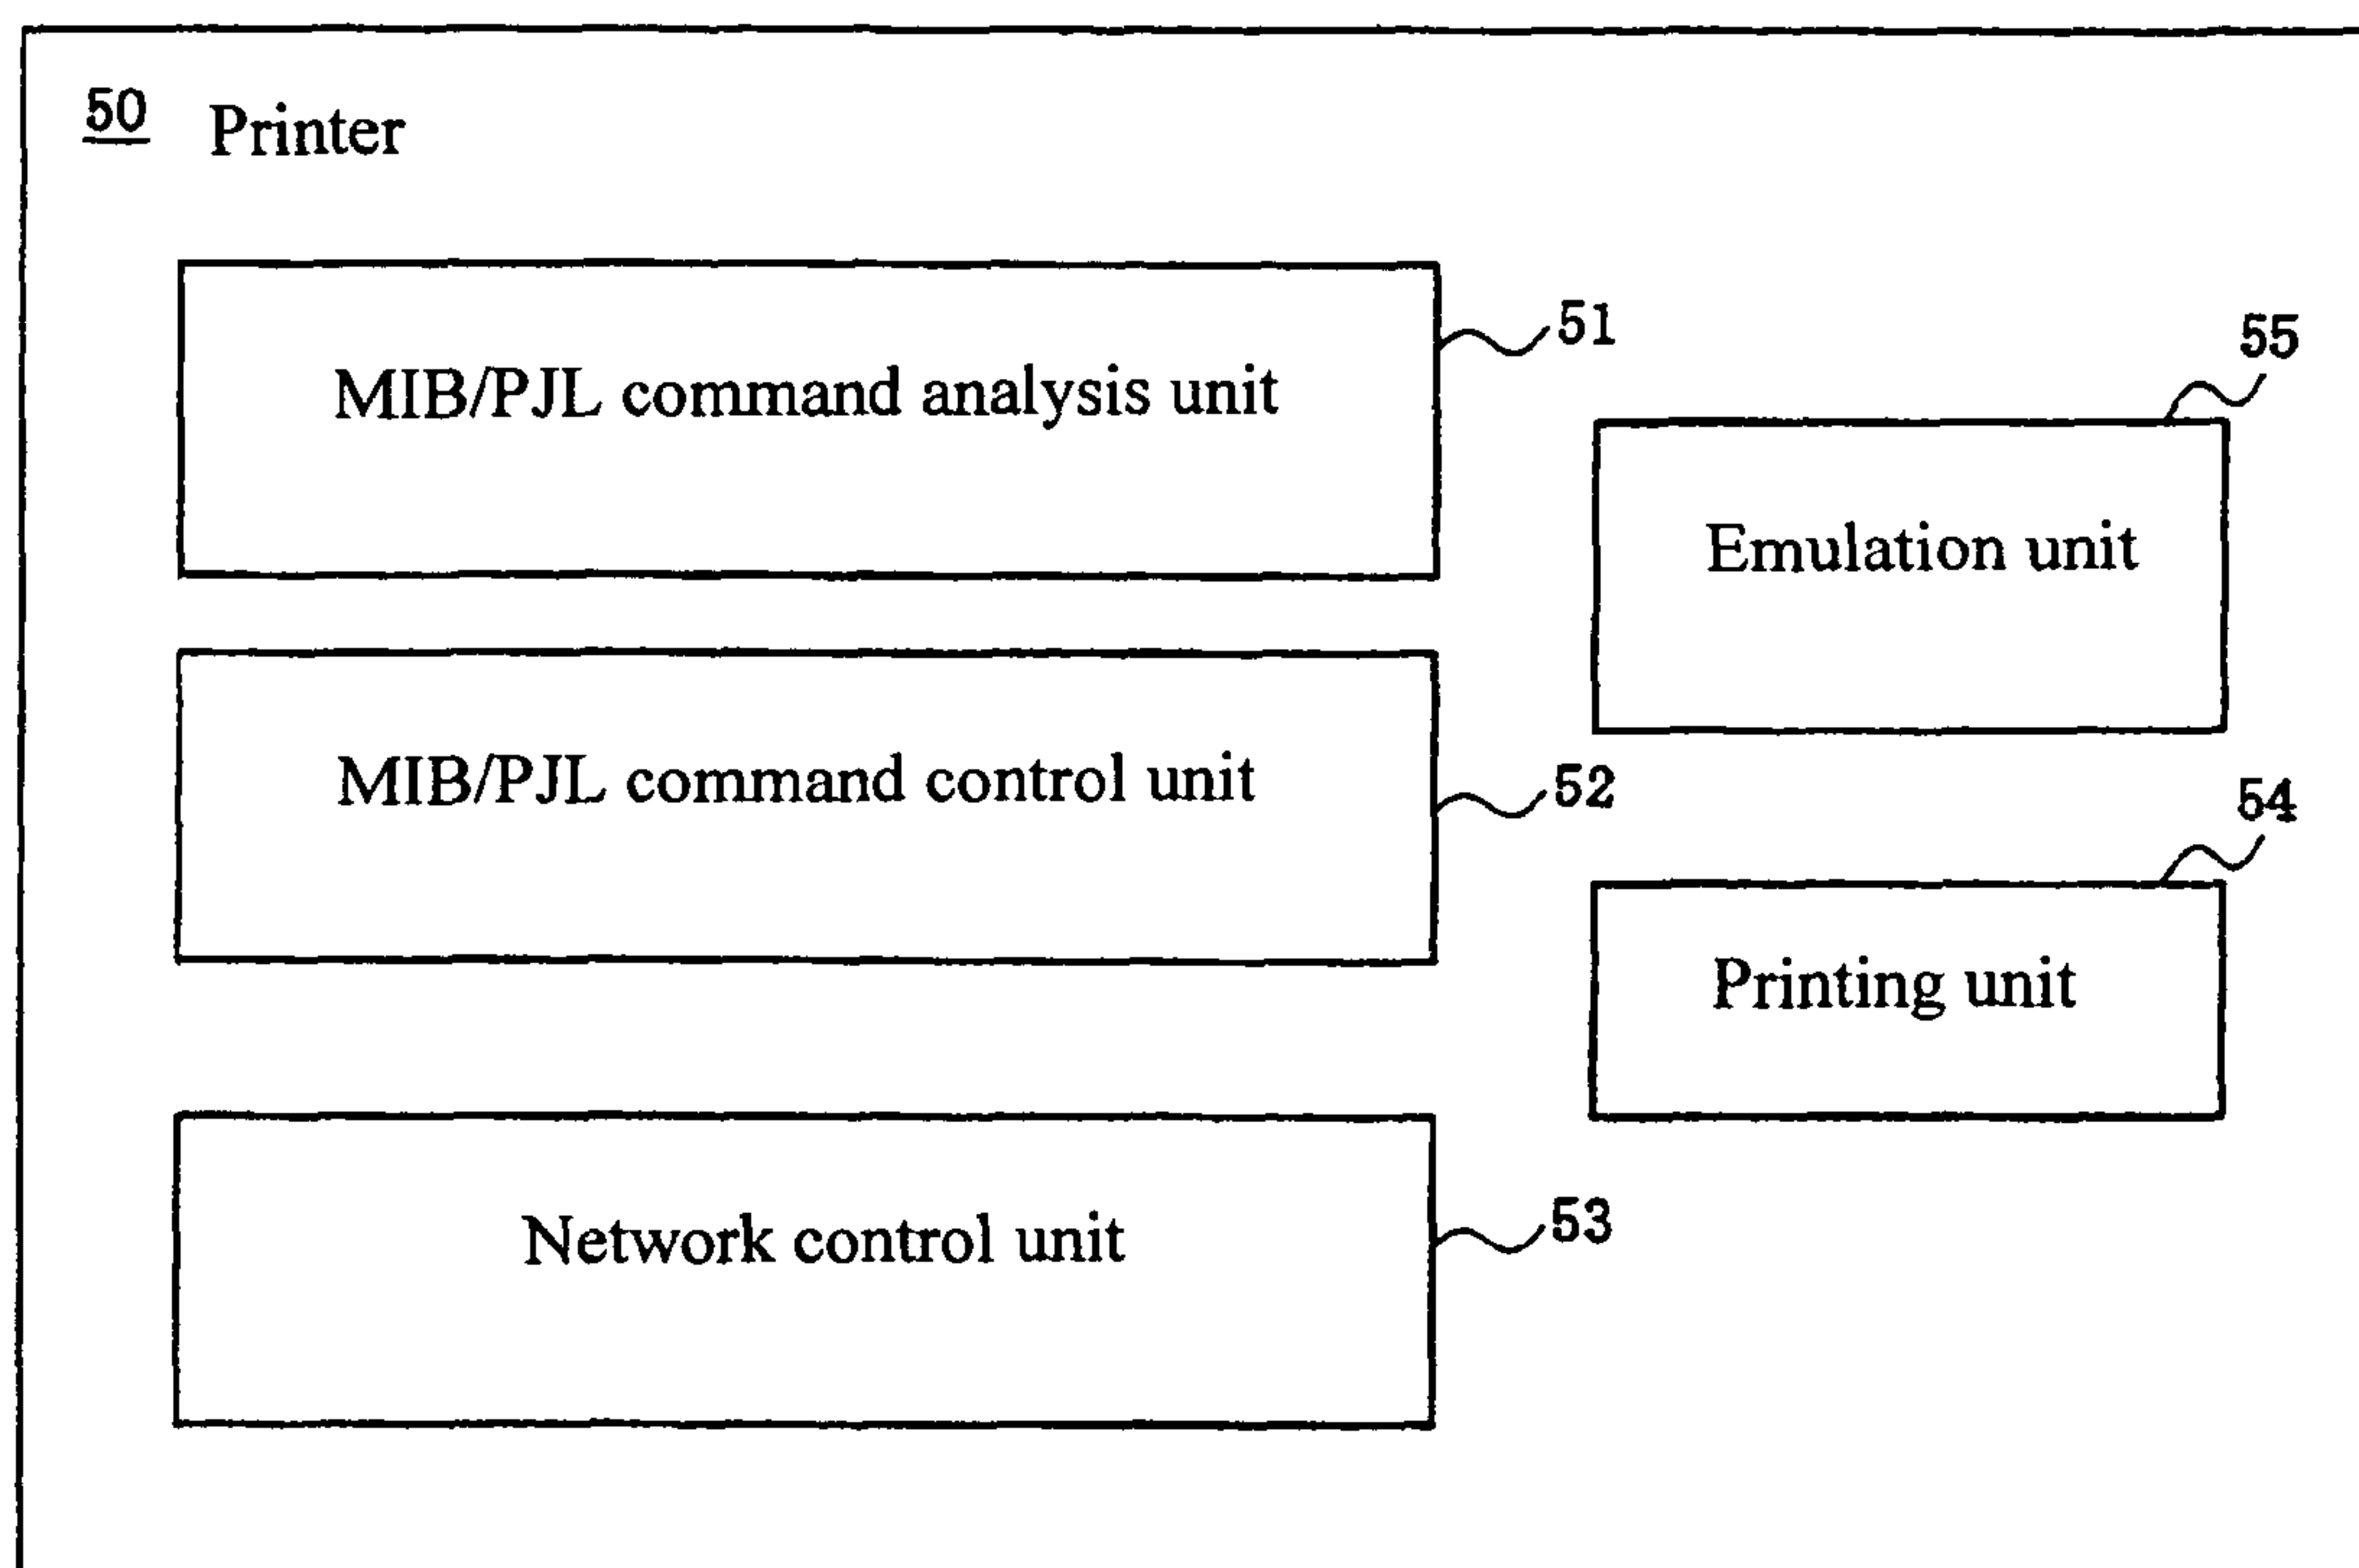 50 Printer
MIB/PJL command analysis unit
51
55
Emulation unit
MIB/PJL command control unit
52
54
Printing unit
Network control unit
53